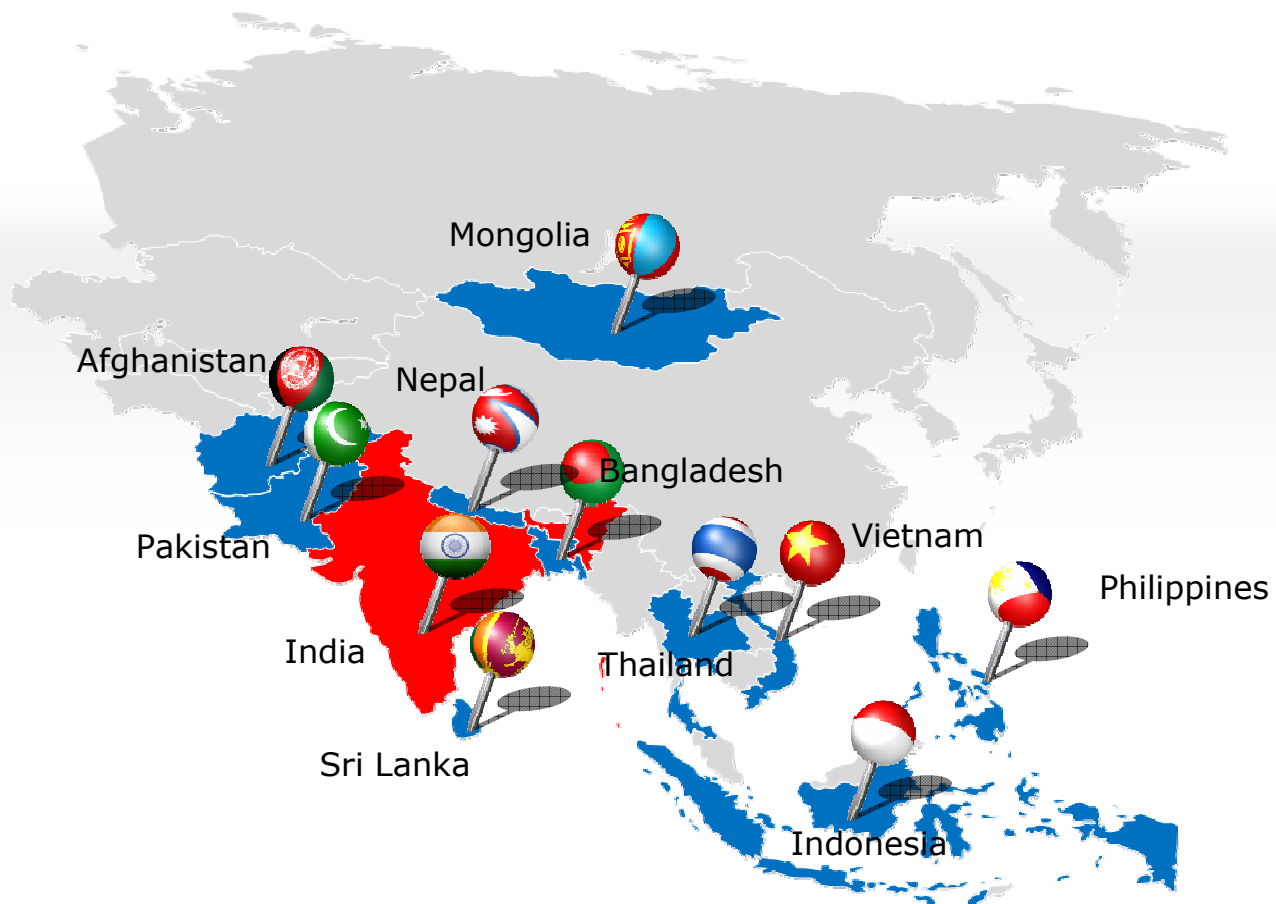 Mongolia
Afghanistan
Nepal
Bangladesh
Pakistan
Vietnam
Philippines
India
Thailand
Sri Lanka
Indonesia